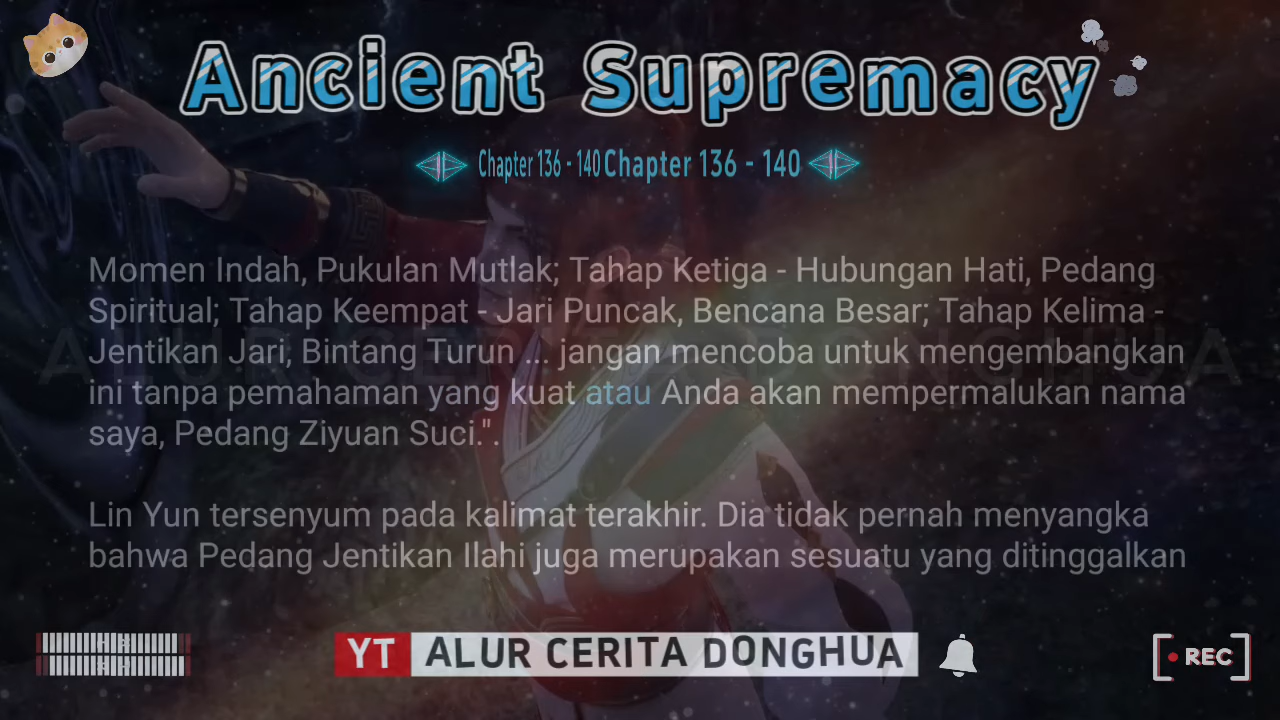 Ancient Supremacy
Chapter 136 - 140 Chapter 136 - 140
Momen Indah, Pukulan Mutlak; Tahap Ketiga - Hubungan Hati, Pedang
Spiritual; Tahap Keempat - Jari Puncak, Bencana Besar; Tahap Kelima -
Jentikan Jari, Bintang Turun ... jangan mencoba untuk mengembangkan
ini tanpa pemahaman yang kuat atau Anda akan mempermalukan nama
saya, Pedang Ziyuan Suci.".
Lin Yun tersenyum pada kalimat terakhir. Dia tidak pernah menyangka
bahwa Pedang Jentikan Ilahi juga merupakan sesuatu yang ditinggalkan
YT ALUR CERITA DONGHUA
REC